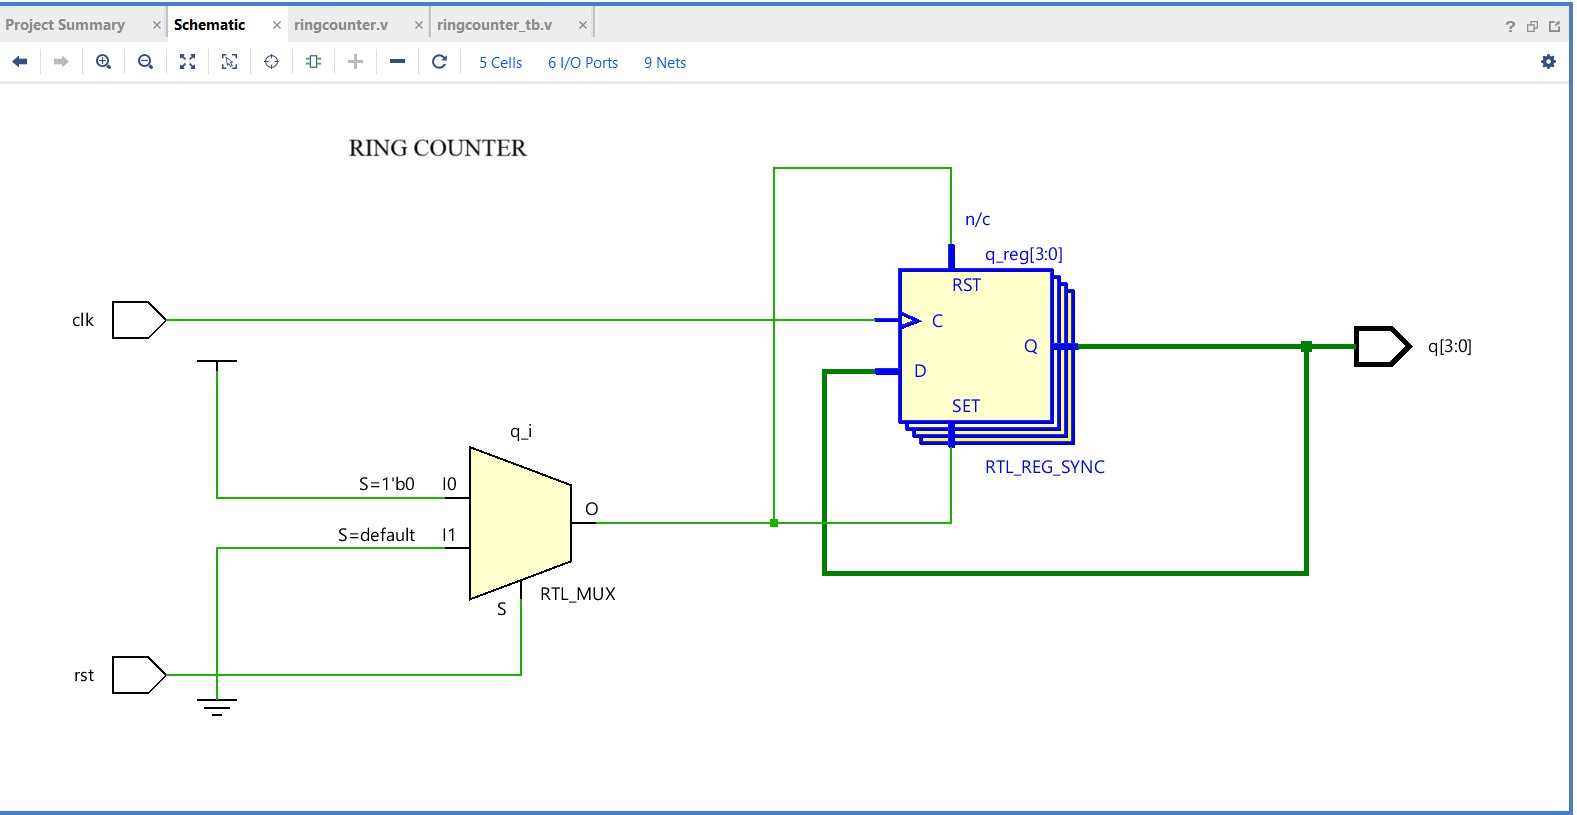 Project Summary × Schematic × ringcounter.v × ringcounter_tb.v ×
?
5 Cells 6 I/O Ports 9 Nets
RING COUNTER
n/c
q_reg[3:0]
RST
clk
C
Q
q[3:0]
D
SET
q_i
RTL_REG_SYNC
S=1'b0 I0
O
S=default I1
RTL_MUX
S
rst